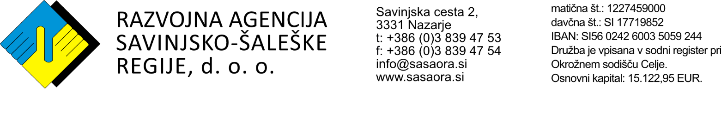 RAZVOJNA AGENCIJA
SAVINJSKO-ŠALEŠKE
REGIJE, d. o. o.
Savinjska cesta 2,
3331 Nazarje
t: +386 (0)3 839 47 53
f: +386 (0)3 839 47 54
info@sasaora.si
www.sasaora.si
matična št.: 1227459000
davčna št.: SI 17719852
IBAN: SI56 0242 6003 5059 244
Družba je vpisana v sodni register pri
Okrožnem sodišču Celje.
Osnovni kapital: 15.122,95 EUR.